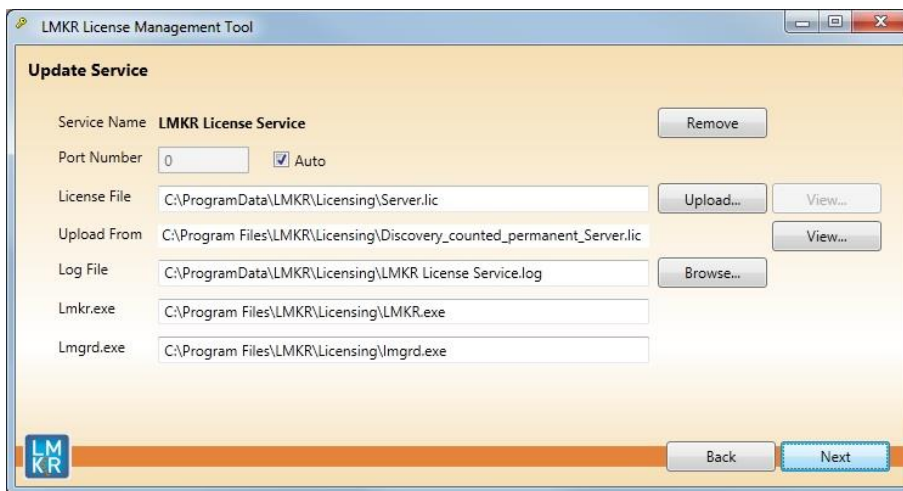 LMKR License Management Tool
Update Service
Service Name LMKR License Service Remove
Port Number 0 Auto
License File C:\ProgramData\LMKR\Licensing\Server.lic Upload... View...
Upload From C:\Program Files\LMKR\Licensing\Discovery_counted_permanent_Server.lic View...
Log File C:\ProgramData\LMKR\Licensing\LMKR License Service.log Browse...
Lmkr.exe C:\Program Files\LMKR\Licensing\LMKR.exe
Lmgrd.exe C:\Program Files\LMKR\Licensing\lmgrd.exe
LM
KR
Back Next